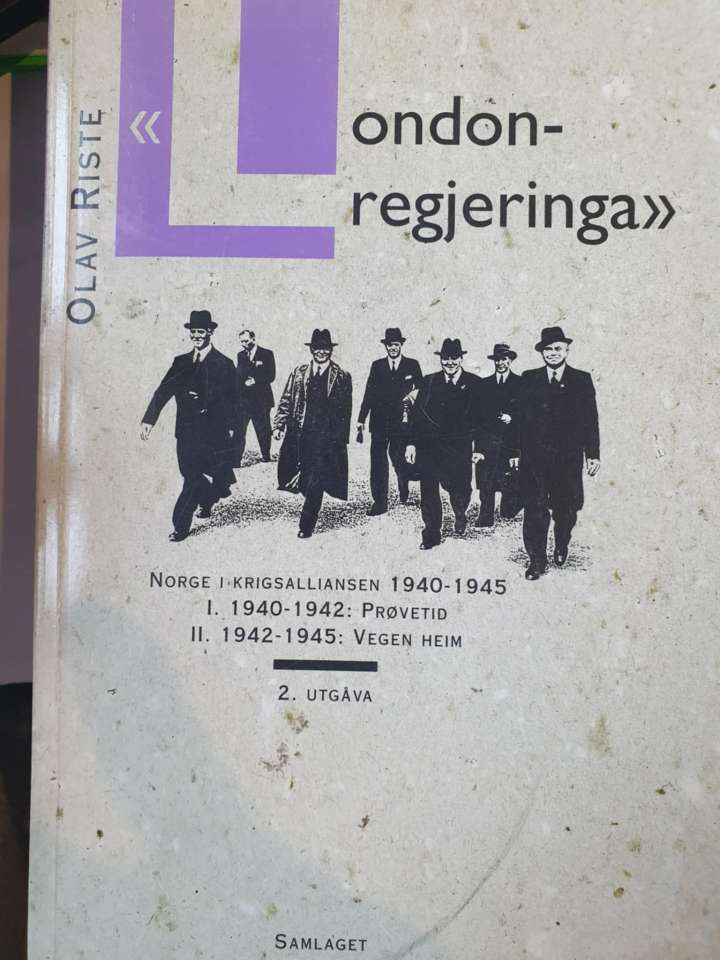 OLAV RISTE
«London-
regjeringa»
NORGE I KRIGSALLIANSEN 1940-1945
I. 1940-1942: PRØVETID
II. 1942-1945: VEGEN HEIM
2. UTGÅVA
SAMLAGET